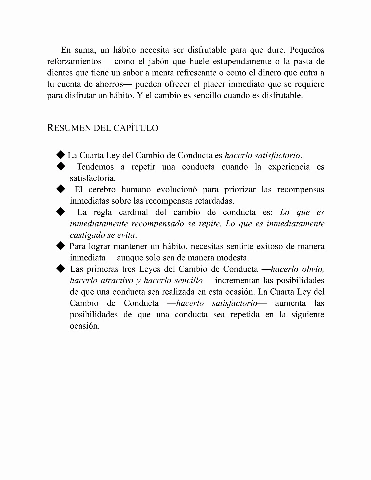 En suma, un hábito necesita ser disfrutable para que dure. Pequeños
reforzamientos —como el jabón que huele estupendamente o la pasta de
dientes que tiene un sabor a menta refrescante o como el dinero que entra a
tu cuenta de ahorros— pueden ofrecer el placer inmediato que se requiere
para disfrutar un hábito. Y el cambio es sencillo cuando es disfrutable.
RESUMEN DEL CAPÍTULO
◆ La Cuarta Ley del Cambio de Conducta es hacerlo satisfactorio.
◆ Tendemos a repetir una conducta cuando la experiencia es
satisfactoria.
◆ El cerebro humano evolucionó para priorizar las recompensas
inmediatas sobre las recompensas retardadas.
◆ La regla cardinal del cambio de conducta es: Lo que es
inmediatamente recompensado se repite. Lo que es inmediatamente
castigado se evita.
◆ Para lograr mantener un hábito, necesitas sentirte exitoso de manera
inmediata —aunque solo sea de manera modesta—.
◆ Las primeras tres Leyes del Cambio de Conducta —hacerlo obvio,
hacerlo atractivo y hacerlo sencillo— incrementan las posibilidades
de que una conducta sea realizada en esta ocasión. La Cuarta Ley del
Cambio de Conducta —hacerlo satisfactorio— aumenta las
posibilidades de que una conducta sea repetida en la siguiente
ocasión.